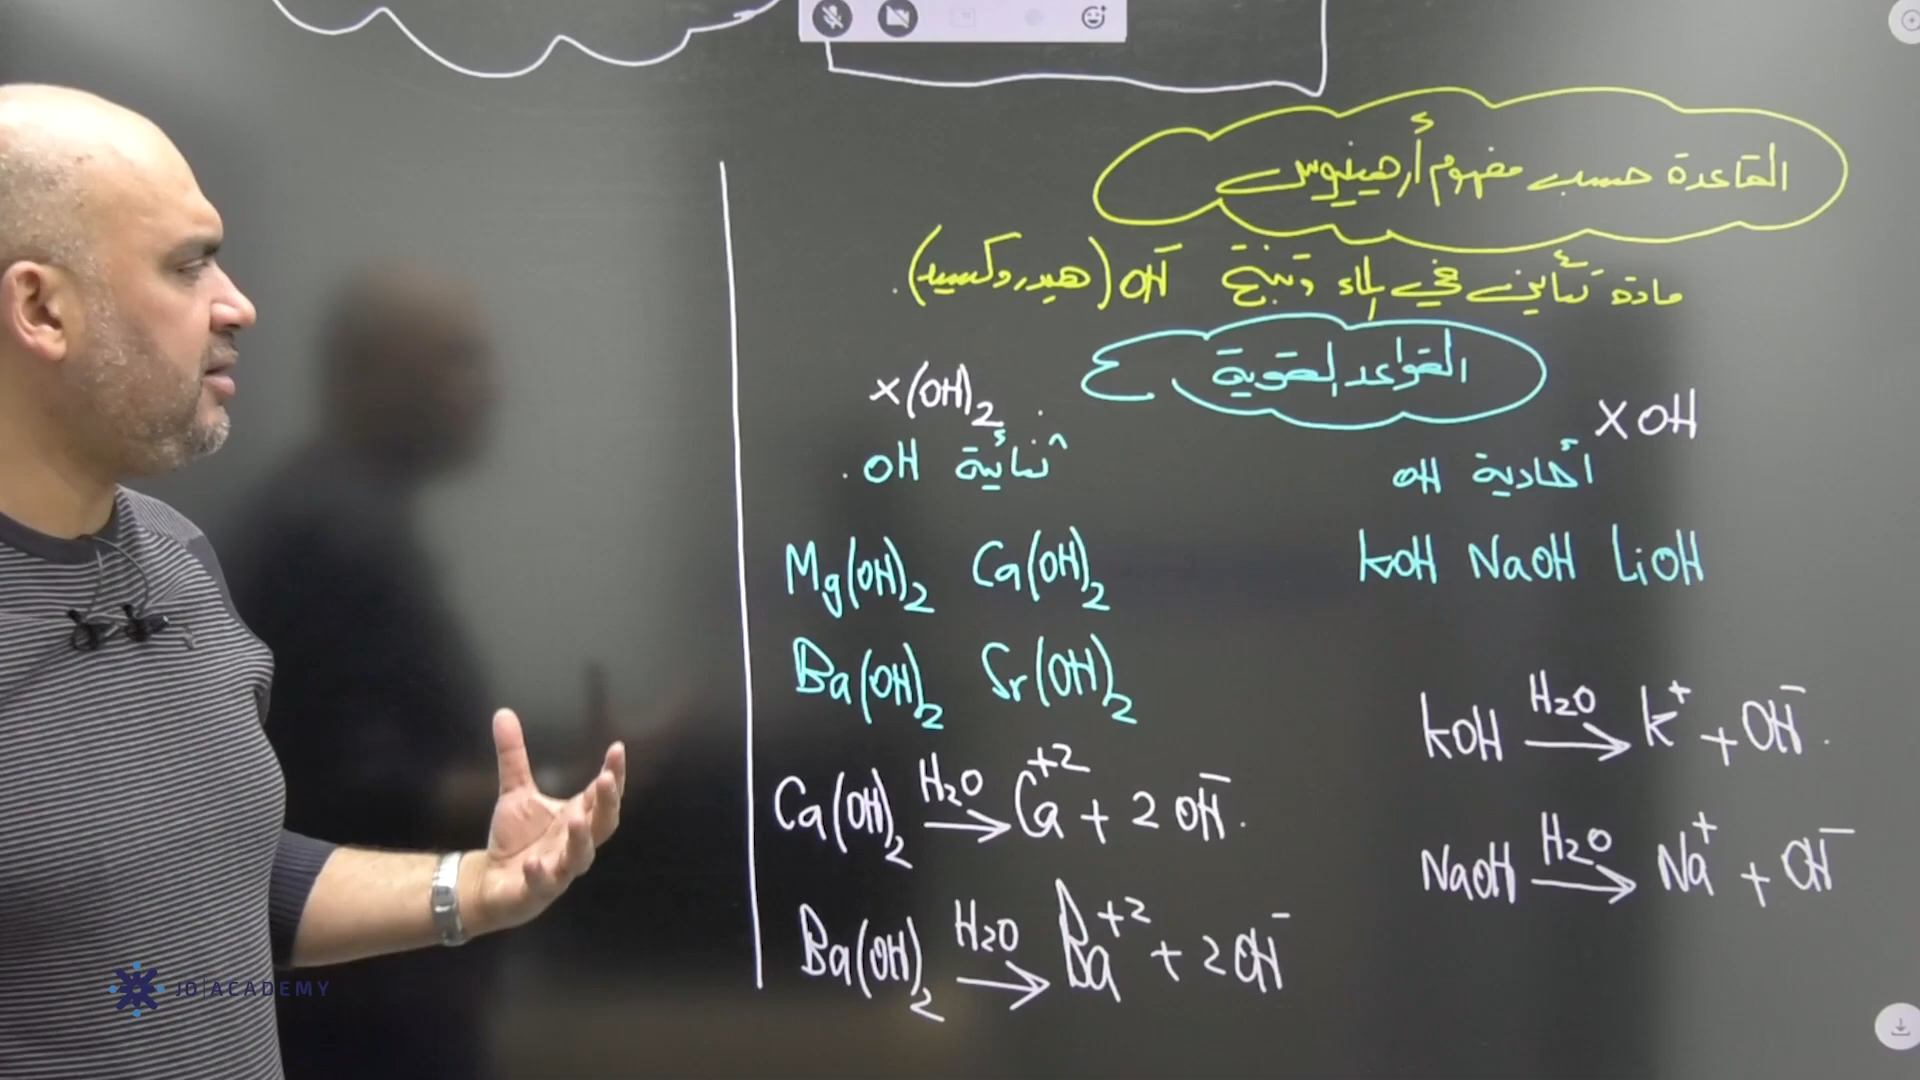 القاعدة حسب مفهوم أرهينيوس
مادة تتأين في الماء وتنتج OH⁻ (هيدروكسيد).
القواعد القوية
XOH
أحادية OH
KOH NaOH LiOH
KOH H₂O→ K⁺ + OH⁻.
NaOH H₂O→ Na⁺ + OH⁻
X(OH)₂
ثنائية OH.
Mg(OH)₂ Ca(OH)₂
Ba(OH)₂ Sr(OH)₂
Ca(OH)₂ H₂O→ Ca⁺² + 2OH⁻.
Ba(OH)₂ H₂O→ Ba⁺² + 2OH⁻
JO|ACADEMY